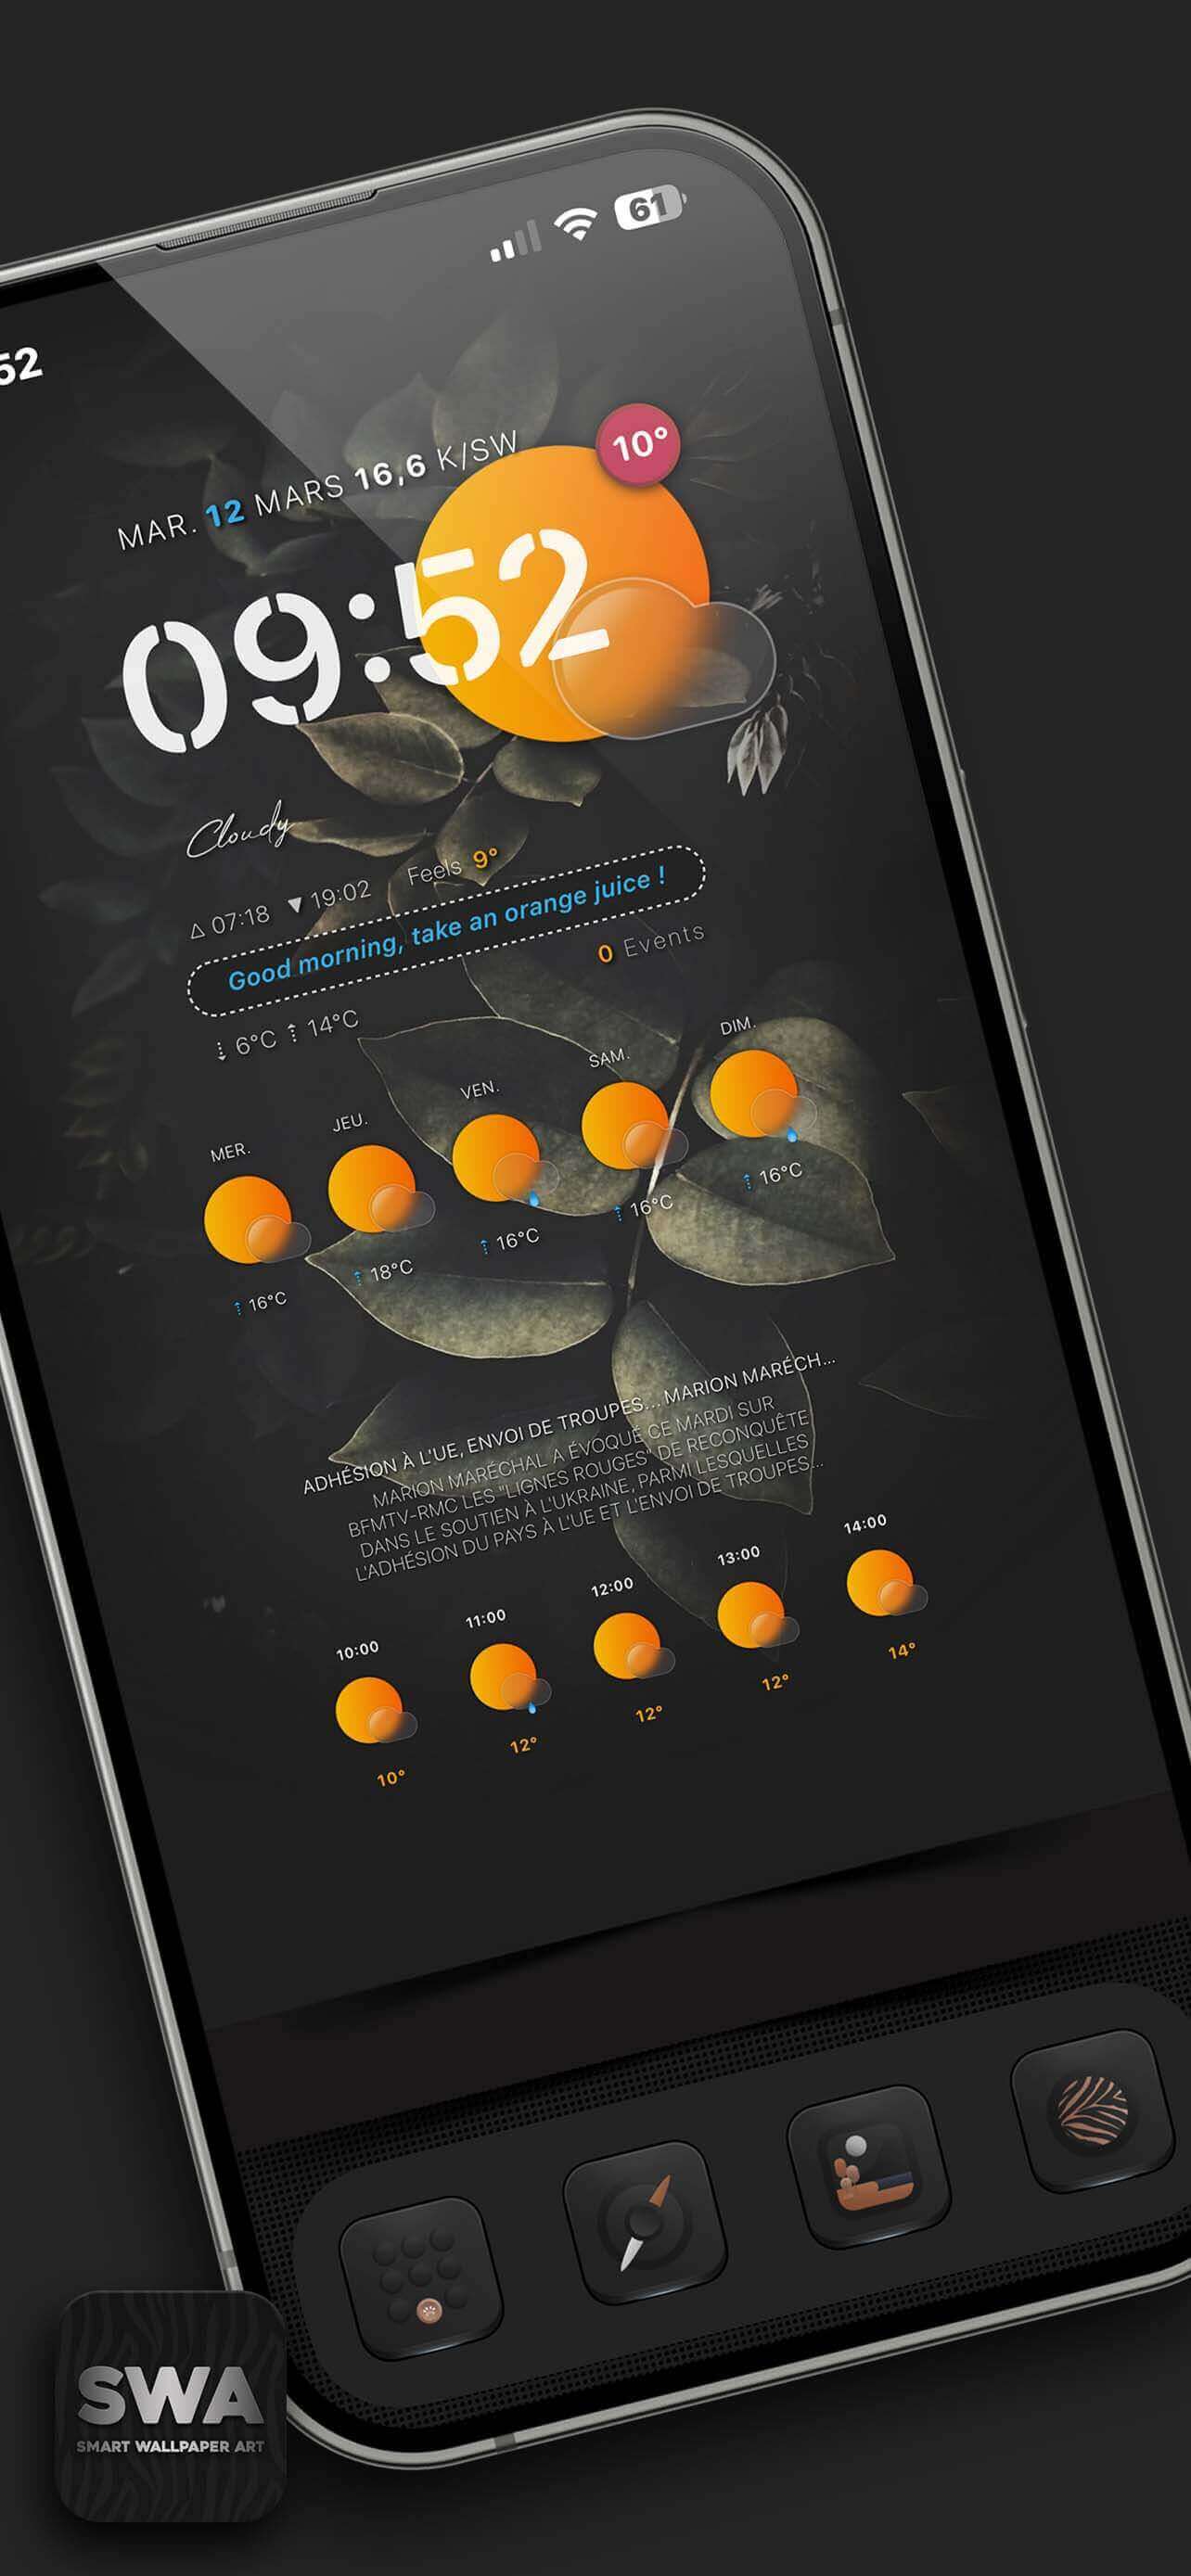 61
52
10°
MAR. 12 MARS 16,6 K/SW
09:52
Cloudy
△ 07:18 ▼ 19:02 Feels 9°
Good morning, take an orange juice !
0 Events
6°C 14°C
MER. JEU. VEN. SAM. DIM.
16°C 18°C 16°C 16°C 16°C
ADHÉSION À L'UE, ENVOI DE TROUPES... MARION MARÉCH...
MARION MARÉCHAL A ÉVOQUÉ CE MARDI SUR
BFMTV-RMC LES "LIGNES ROUGES" DE RECONQUÊTE
DANS LE SOUTIEN À L'UKRAINE, PARMI LESQUELLES
L'ADHÉSION DU PAYS À L'UE ET L'ENVOI DE TROUPES...
10:00 11:00 12:00 13:00 14:00
10° 12° 12° 12° 14°
SWA
SMART WALLPAPER ART